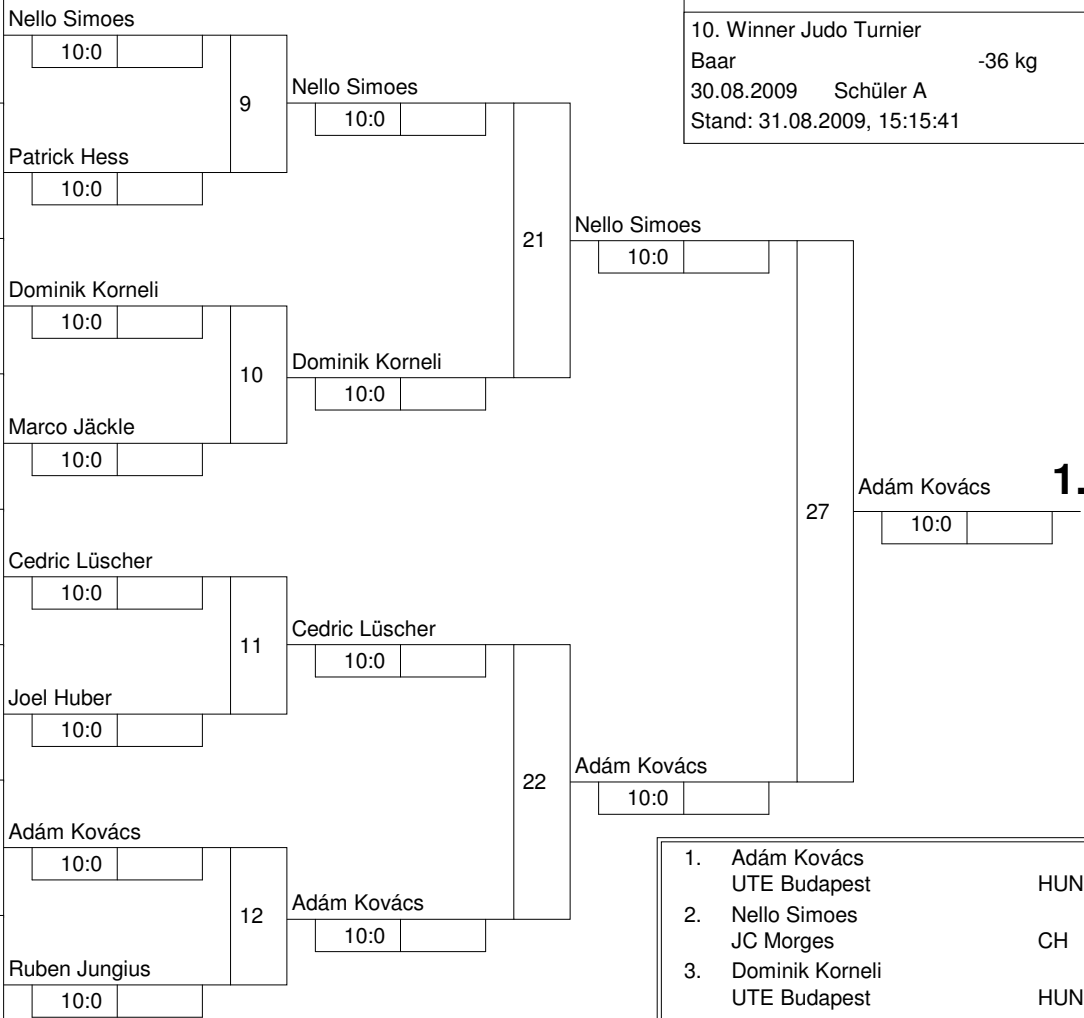 Nello Simoes
10:0
9
Patrick Hess
10:0
Dominik Korneli
10:0
10
Marco Jäckle
10:0
Cedric Lüscher
10:0
11
Joel Huber
10:0
Adám Kovács
10:0
12
Ruben Jungius
10:0
Nello Simoes
10:0
21
Dominik Korneli
10:0
Cedric Lüscher
10:0
22
Adám Kovács
10:0
Nello Simoes
10:0
27
Adám Kovács
10:0
Adám Kovács 1.
10:0
10. Winner Judo Turnier
Baar -36 kg
30.08.2009 Schüler A
Stand: 31.08.2009, 15:15:41
1. Adám Kovács
UTE Budapest HUN
2. Nello Simoes
JC Morges CH
3. Dominik Korneli
UTE Budapest HUN